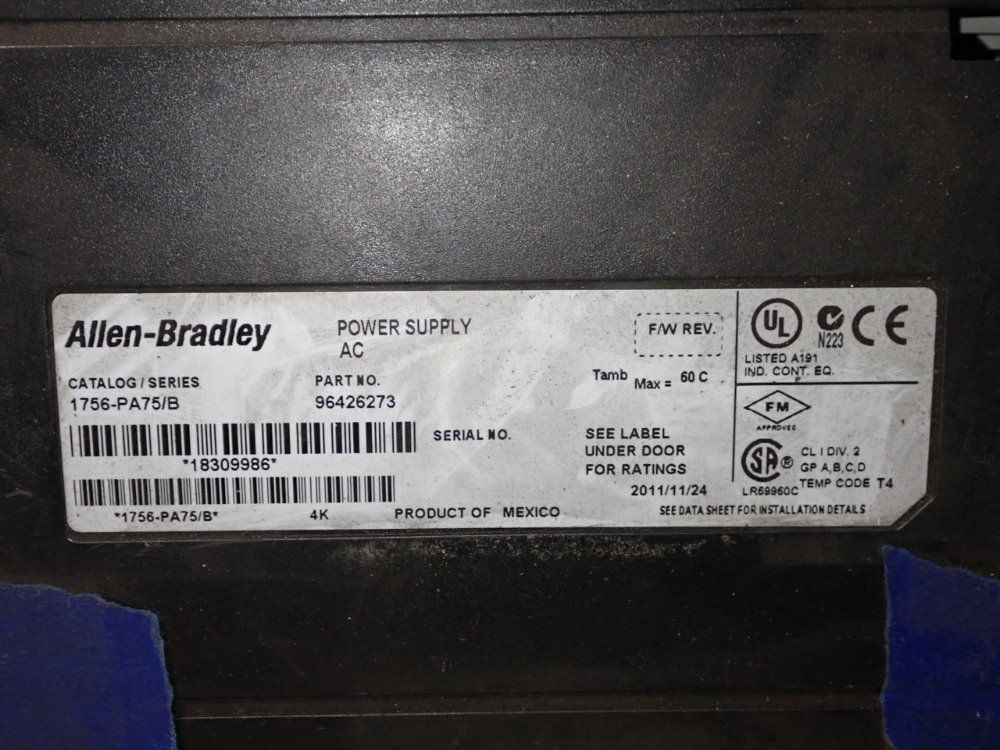 Allen-Bradley
POWER SUPPLY
AC
F/W REV.
CATALOG / SERIES
1756-PA75/B
PART NO.
96426273
Tamb Max = 60 C
*18309986*
SERIAL NO.
SEE LABEL
UNDER DOOR
FOR RATINGS
2011/11/24
*1756-PA75/B*
4K
PRODUCT OF MEXICO
UL
N223
CE
LISTED A191
IND. CONT. EQ.
F
FM
APPROVED
SA ®
LR69960C
CL I DIV. 2
GP A,B,C,D
TEMP CODE T4
SEE DATA SHEET FOR INSTALLATION DETAILS